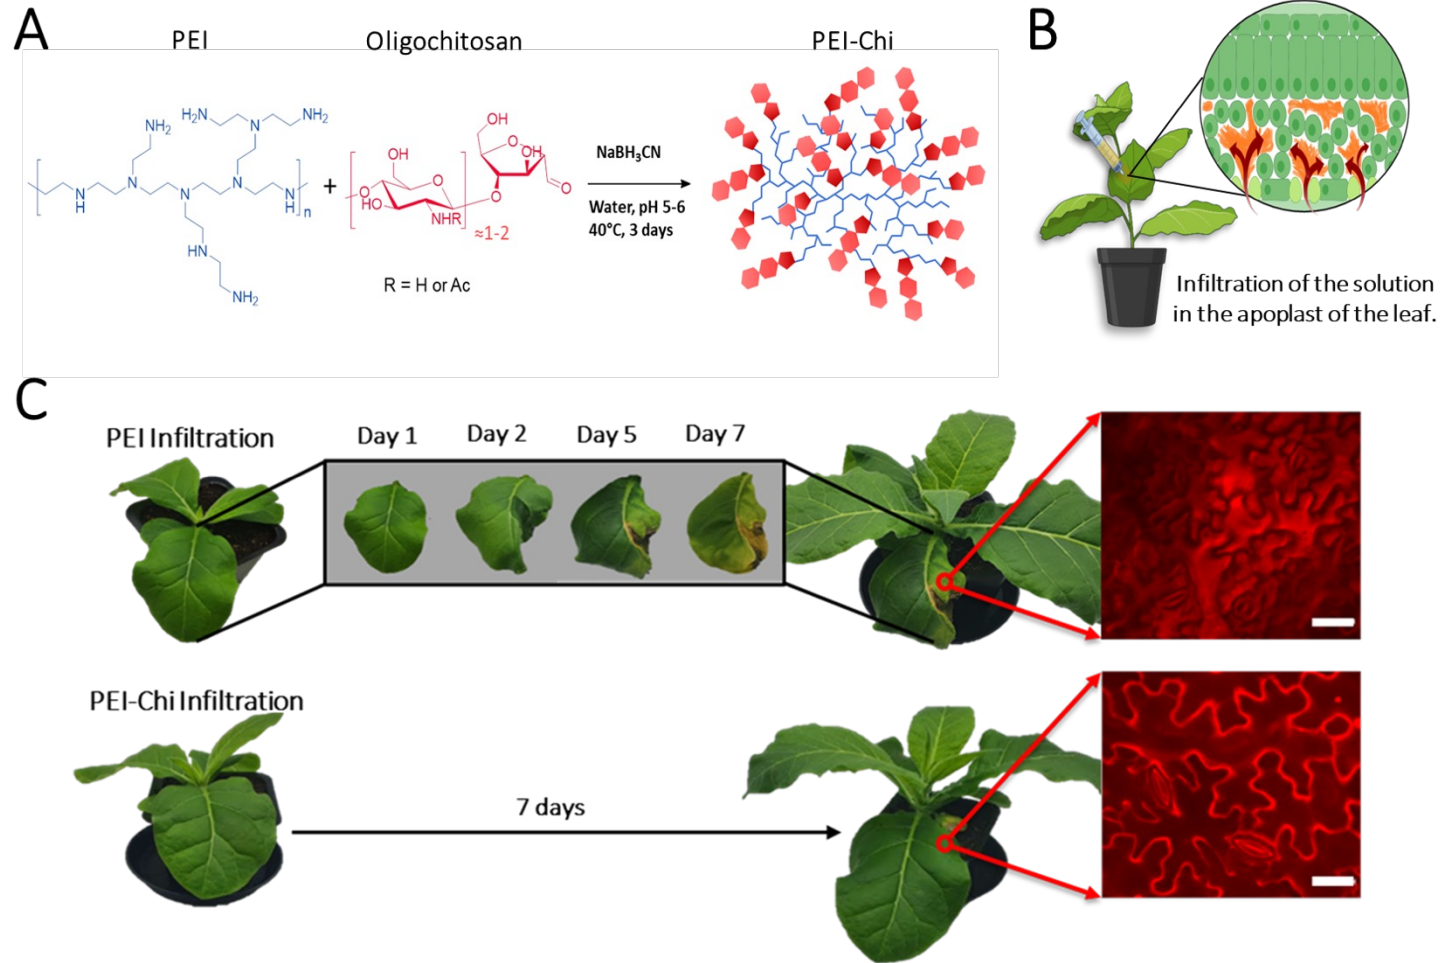 A
PEI
Oligochitosan
PEI-Chi
NH₂
H₂N
N
NH₂
N
H
N
N
N
H
n
HN
NH₂
+
OH
O
HO
O
NHR
≈1-2
OH
O
OH
O
O
R = H or Ac
NaBH₃CN
Water, pH 5-6
40°C, 3 days
B
Infiltration of the solution
in the apoplast of the leaf.
C
PEI Infiltration
Day 1
Day 2
Day 5
Day 7
PEI-Chi Infiltration
7 days